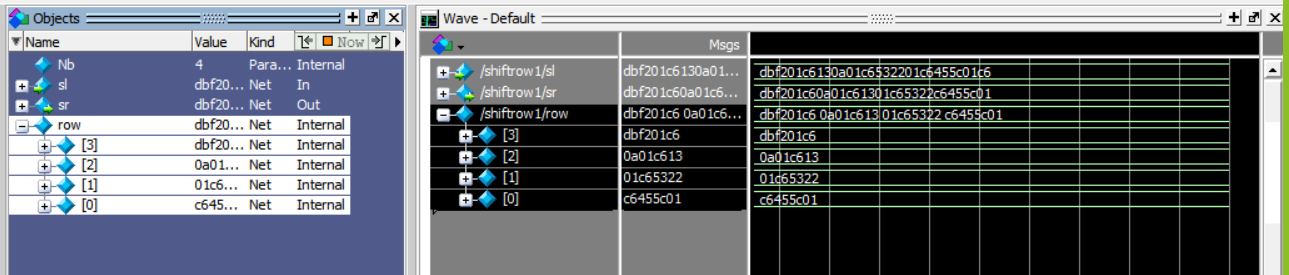 Objects
Name Value Kind Now
Nb 4 Para... Internal
sl dbf20... Net In
sr dbf20... Net Out
row dbf20... Net Internal
[3] dbf20... Net Internal
[2] 0a01... Net Internal
[1] 01c6... Net Internal
[0] c645... Net Internal
Wave - Default
Msgs
/shiftrow1/sl dbf201c6130a01... dbf201c6130a01c6532201c6455c01c6
/shiftrow1/sr dbf201c60a01c6... dbf201c60a01c61301c65322c6455c01
/shiftrow1/row dbf201c6 0a01c6... dbf201c6 0a01c613 01c65322 c6455c01
[3] dbf201c6 dbf201c6
[2] 0a01c613 0a01c613
[1] 01c65322 01c65322
[0] c6455c01 c6455c01